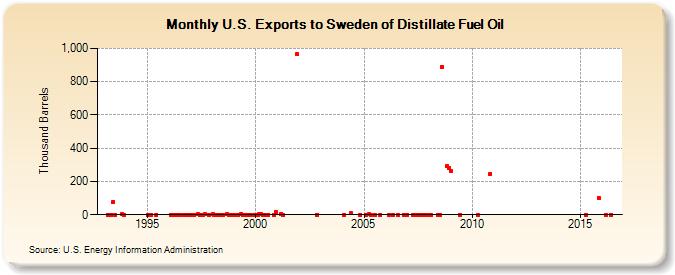 Monthly U.S. Exports to Sweden of Distillate Fuel Oil
Thousand Barrels
1,000
800
600
400
200
0
1995 2000 2005 2010 2015
Source: U.S. Energy Information Administration